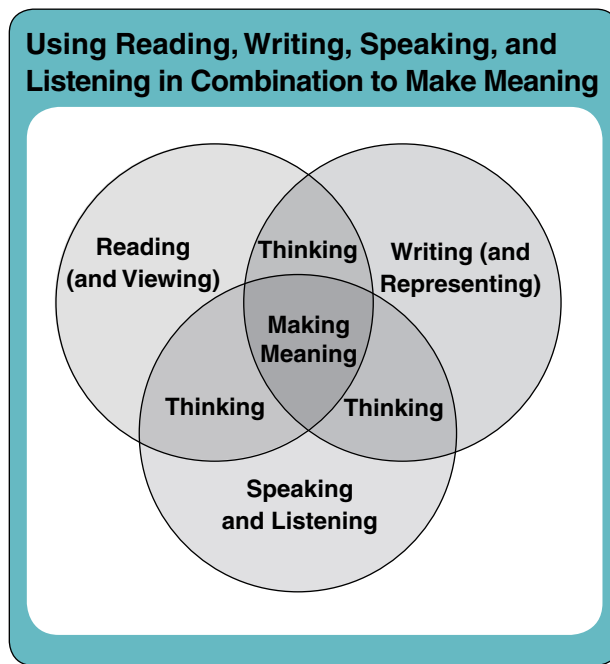 Using Reading, Writing, Speaking, and
Listening in Combination to Make Meaning
Reading
(and Viewing)
Thinking
Writing (and
Representing)
Making
Meaning
Thinking
Thinking
Speaking
and Listening